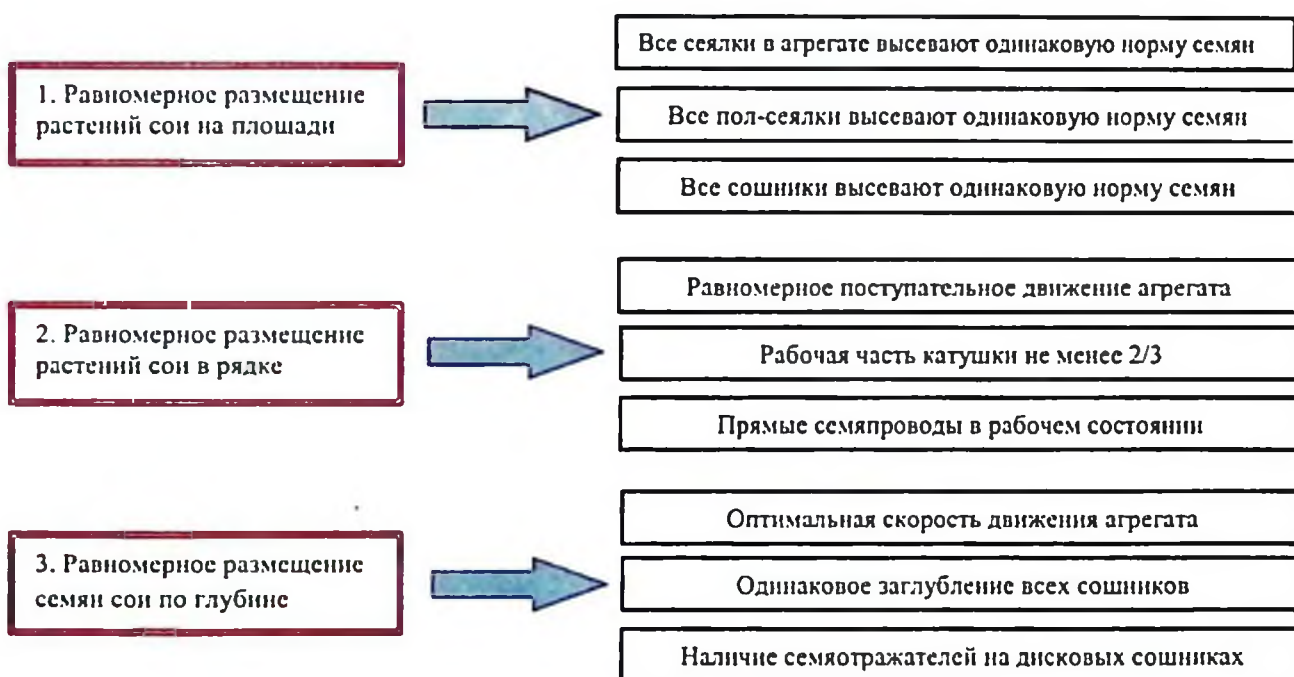 1. Равномерное размещение
растений сои на площади
Все сеялки в агрегате высевают одинаковую норму семян
Все пол-сеялки высевают одинаковую норму семян
Все сошники высевают одинаковую норму семян
2. Равномерное размещение
растений сои в рядке
Равномерное поступательное движение агрегата
Рабочая часть катушки не менее 2/3
Прямые семяпроводы в рабочем состоянии
3. Равномерное размещение
семян сои по глубине
Оптимальная скорость движения агрегата
Одинаковое заглубление всех сошников
Наличие семяотражателей на дисковых сошниках